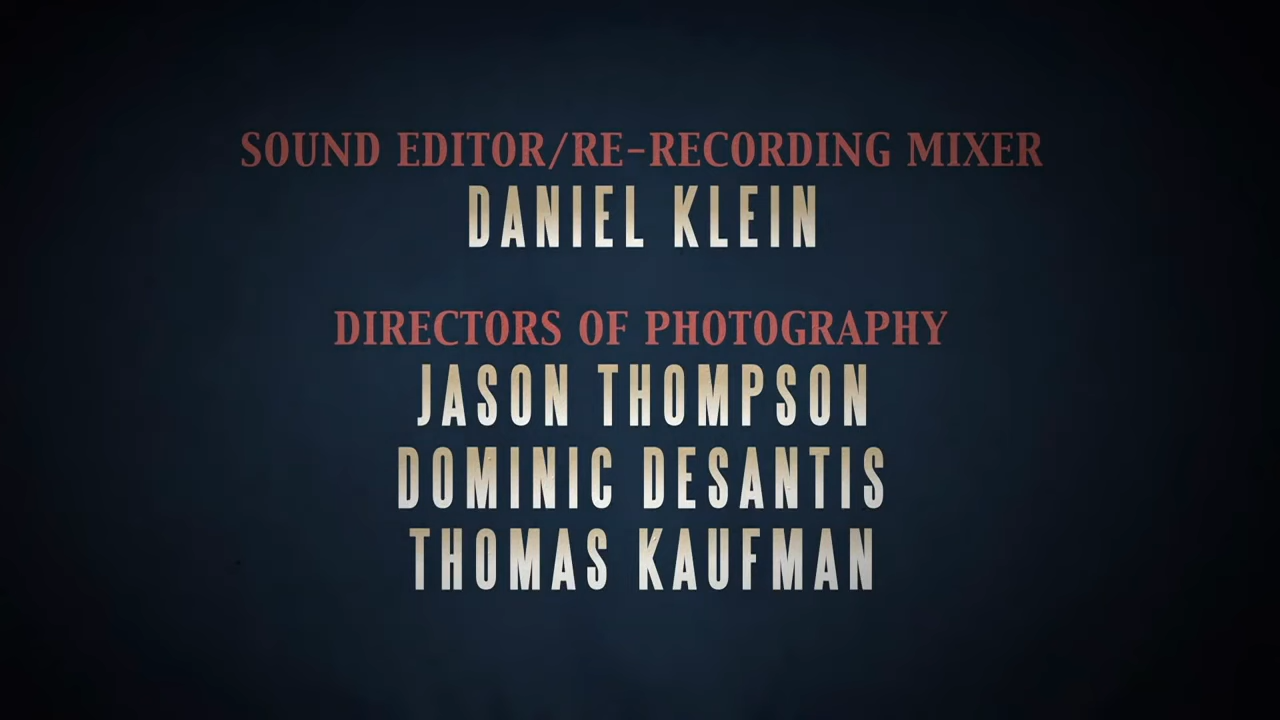 SOUND EDITOR/RE-RECORDING MIXER
DANIEL KLEIN
DIRECTORS OF PHOTOGRAPHY
JASON THOMPSON
DOMINIC DESANTIS
THOMAS KAUFMAN